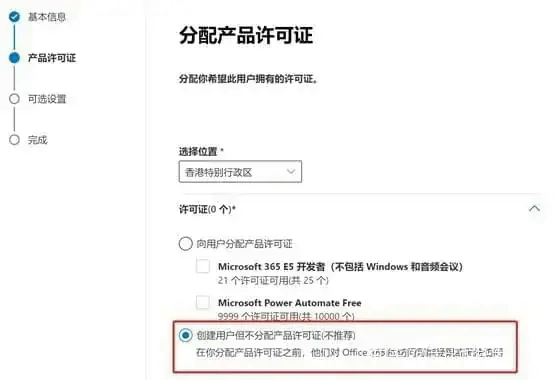 基本信息
产品许可证
可选设置
完成
分配产品许可证
分配你希望此用户拥有的许可证。
选择位置 *
香港特别行政区
许可证(0 个)*
向用户分配产品许可证
Microsoft 365 E5 开发者（不包括 Windows 和音频会议）
21 个许可证可用(共 25 个)
Microsoft Power Automate Free
9999 个许可证可用(共 10000 个)
创建用户但不分配产品许可证(不推荐)
在你分配产品许可证之前，他们对 Office 365